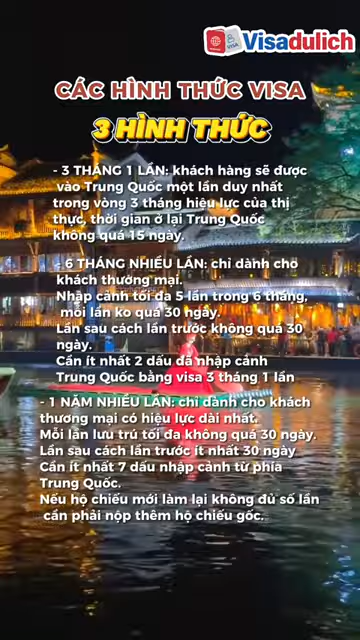 Visadulich
VISA
CÁC HÌNH THỨC VISA
3 HÌNH THỨC
- 3 THÁNG 1 LẦN: khách hàng sẽ được
vào Trung Quốc một lần duy nhất
trong vòng 3 tháng hiệu lực của thị
thực, thời gian ở lại Trung Quốc
không quá 15 ngày.
- 6 THÁNG NHIỀU LẦN: chỉ dành cho
khách thương mại.
Nhập cảnh tối đa 5 lần trong 6 tháng,
mỗi lần ko quá 30 ngày.
Lần sau cách lần trước không quá 30
ngày.
Cần ít nhất 2 dấu đã nhập cảnh
Trung Quốc bằng visa 3 tháng 1 lần
- 1 NĂM NHIỀU LẦN: chỉ dành cho khách
thương mại có hiệu lực dài nhất.
Mỗi lần lưu trú tối đa không quá 30 ngày.
Lần sau cách lần trước ít nhất 30 ngày
Cần ít nhất 7 dấu nhập cảnh từ phía
Trung Quốc.
Nếu hộ chiếu mới làm lại không đủ số lần
cần phải nộp thêm hộ chiếu gốc.